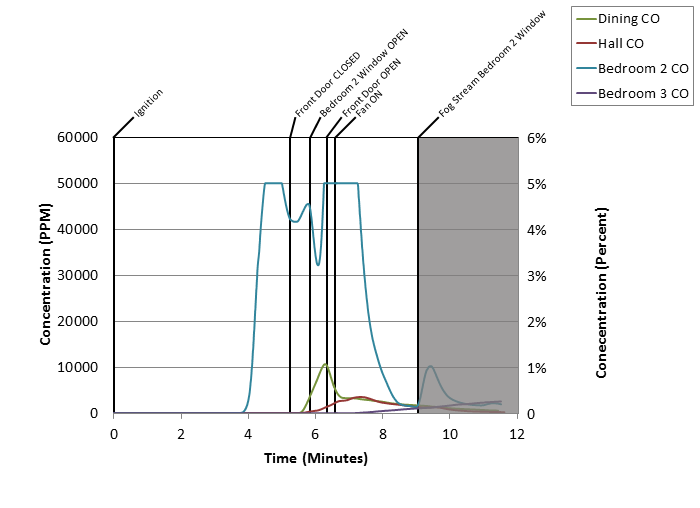 Dining CO
Hall CO
Bedroom 2 CO
Bedroom 3 CO
Ignition
Front Door CLOSED
Bedroom 2 Window OPEN
Front Door OPEN
Fan ON
Fog Stream Bedroom 2 Window
60000
50000
40000
30000
20000
10000
0
6%
5%
4%
3%
2%
1%
0
Concentration (PPM)
Conecentration (Percent)
0 2 4 6 8 10 12
Time (Minutes)